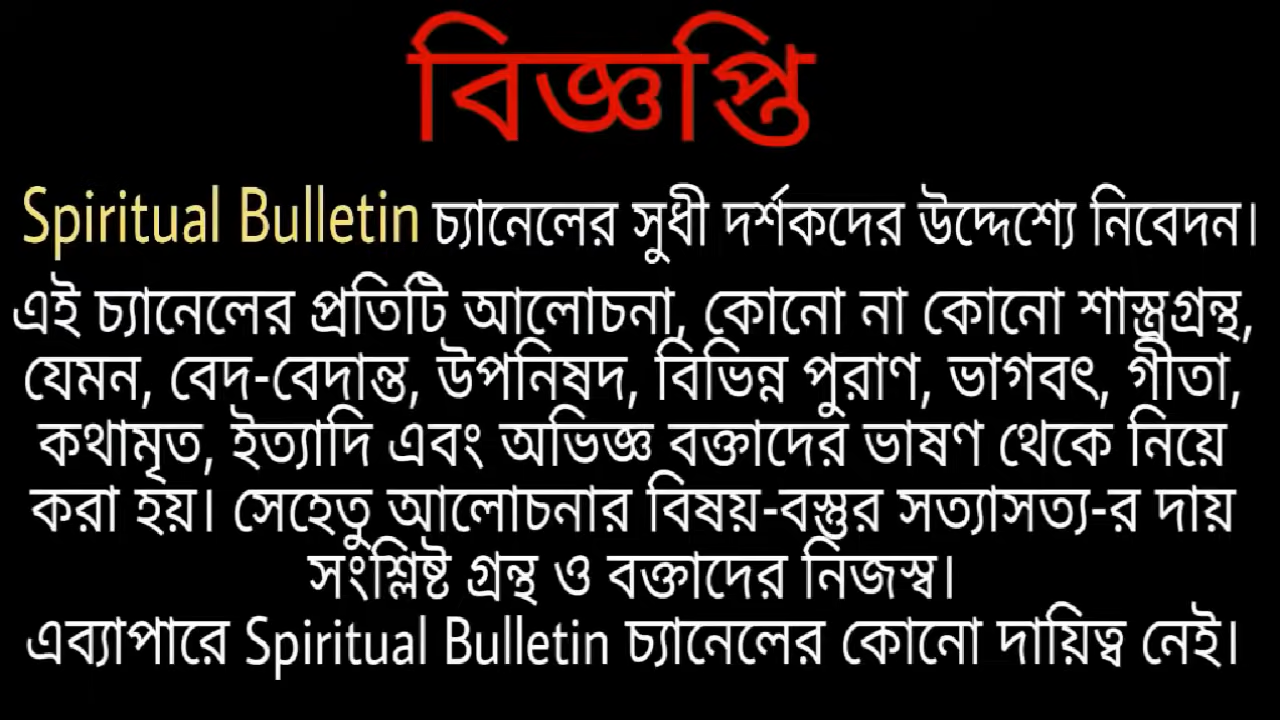 বিজ্ঞপ্তি
Spiritual Bulletin চ্যানেলের সুধী দর্শকদের উদ্দেশ্যে নিবেদন।
এই চ্যানেলের প্রতিটি আলোচনা, কোনো না কোনো শাস্ত্রগ্রন্থ,
যেমন, বেদ-বেদান্ত, উপনিষদ, বিভিন্ন পুরাণ, ভাগবৎ, গীতা,
কথামৃত, ইত্যাদি এবং অভিজ্ঞ বক্তাদের ভাষণ থেকে নিয়ে
করা হয়। সেহেতু আলোচনার বিষয়-বস্তুর সত্যাসত্য-র দায়
সংশ্লিষ্ট গ্রন্থ ও বক্তাদের নিজস্ব।
এব্যাপারে Spiritual Bulletin চ্যানেলের কোনো দায়িত্ব নেই।